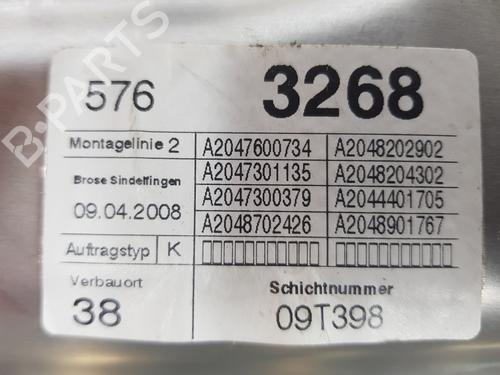 576 3268
Montagelinie 2 A2047600734 A2048202902
Brose Sindelfingen A2047301135 A2048204302
09.04.2008 A2047300379 A2044401705
A2048702426 A2048901767
Auftragstyp K
Verbauort Schichtnummer
38 09T398
B-PARTS